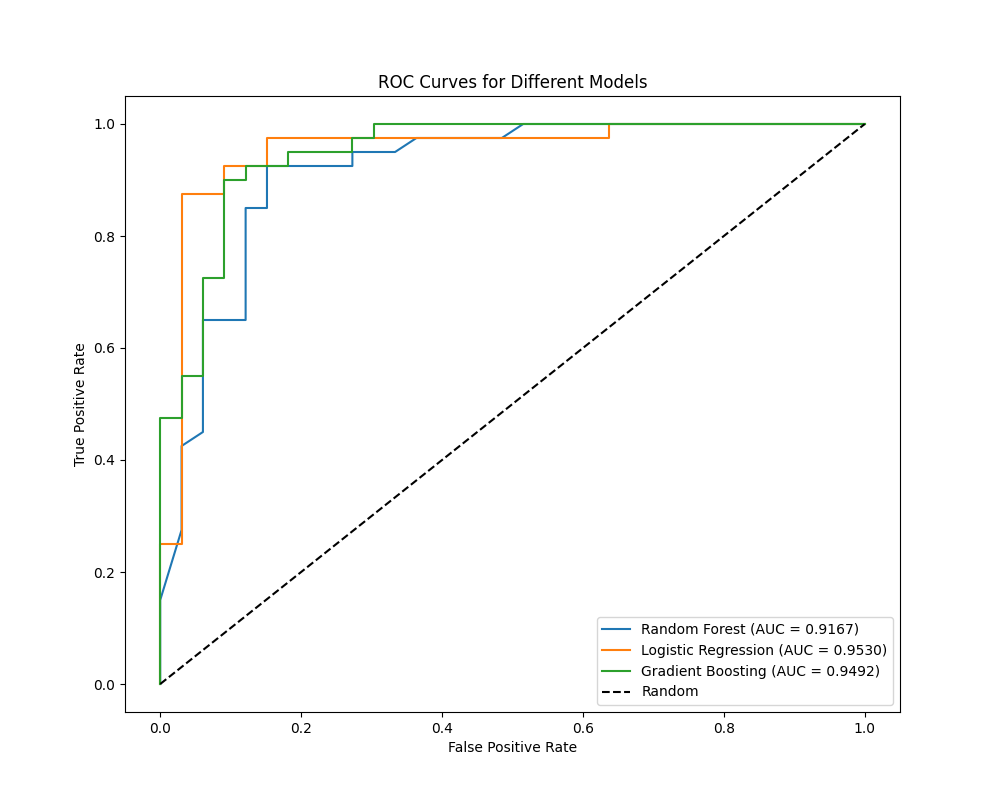 ROC Curves for Different Models
True Positive Rate
1.0
0.8
0.6
0.4
0.2
0.0
0.0 0.2 0.4 0.6 0.8 1.0
False Positive Rate
Random Forest (AUC = 0.9167)
Logistic Regression (AUC = 0.9530)
Gradient Boosting (AUC = 0.9492)
Random